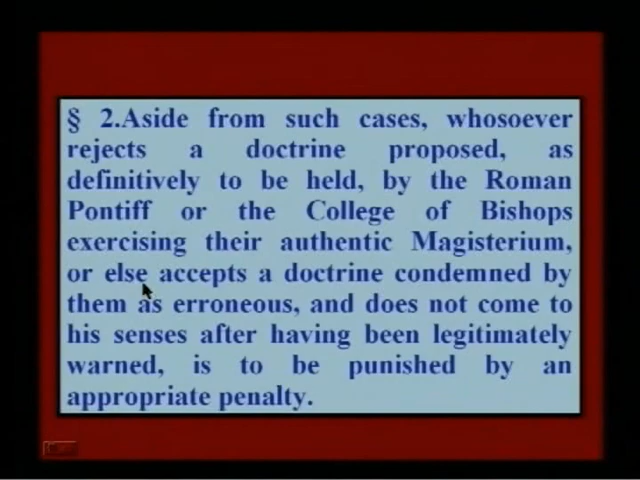 § 2.Aside from such cases, whosoever
rejects a doctrine proposed, as
definitively to be held, by the Roman
Pontiff or the College of Bishops
exercising their authentic Magisterium,
or else accepts a doctrine condemned by
them as erroneous, and does not come to
his senses after having been legitimately
warned, is to be punished by an
appropriate penalty.